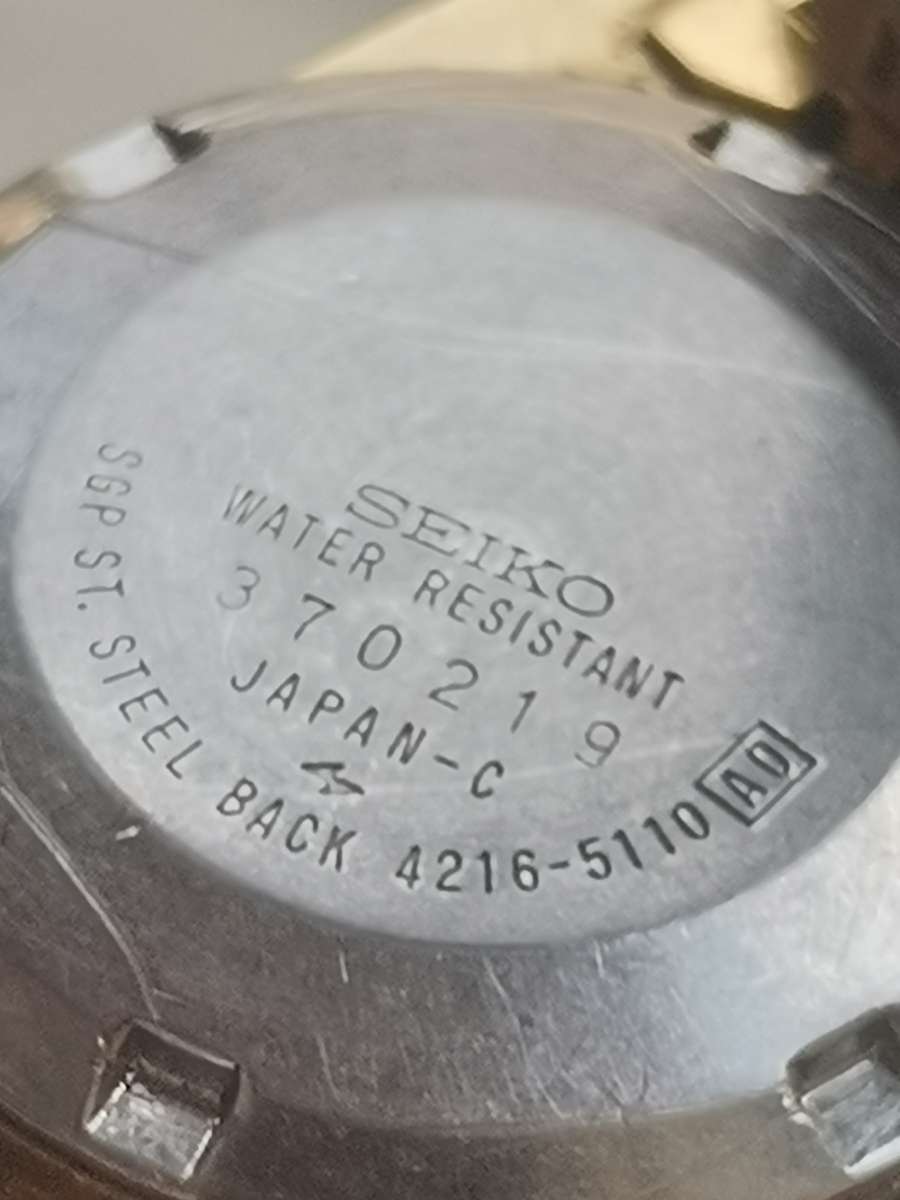 SEIKO
WATER RESISTANT
370219
JAPAN-C
SGP ST. STEEL BACK 4216-5110 AD